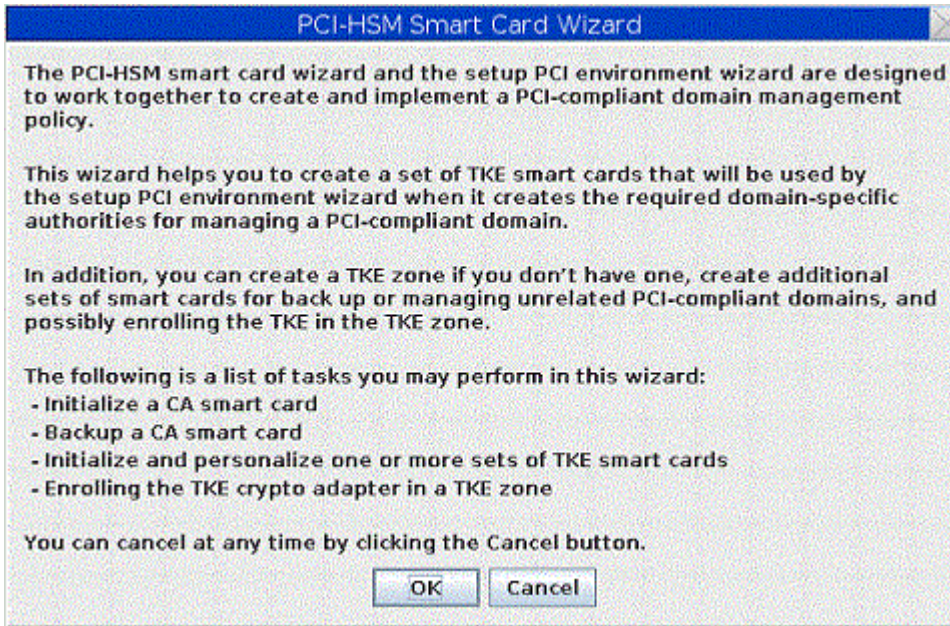 PCI-HSM Smart Card Wizard
The PCI-HSM smart card wizard and the setup PCI environment wizard are designed
to work together to create and implement a PCI-compliant domain management
policy.
This wizard helps you to create a set of TKE smart cards that will be used by
the setup PCI environment wizard when it creates the required domain-specific
authorities for managing a PCI-compliant domain.
In addition, you can create a TKE zone if you don't have one, create additional
sets of smart cards for back up or managing unrelated PCI-compliant domains, and
possibly enrolling the TKE in the TKE zone.
The following is a list of tasks you may perform in this wizard:
- Initialize a CA smart card
- Backup a CA smart card
- Initialize and personalize one or more sets of TKE smart cards
- Enrolling the TKE crypto adapter in a TKE zone
You can cancel at any time by clicking the Cancel button.
OK Cancel